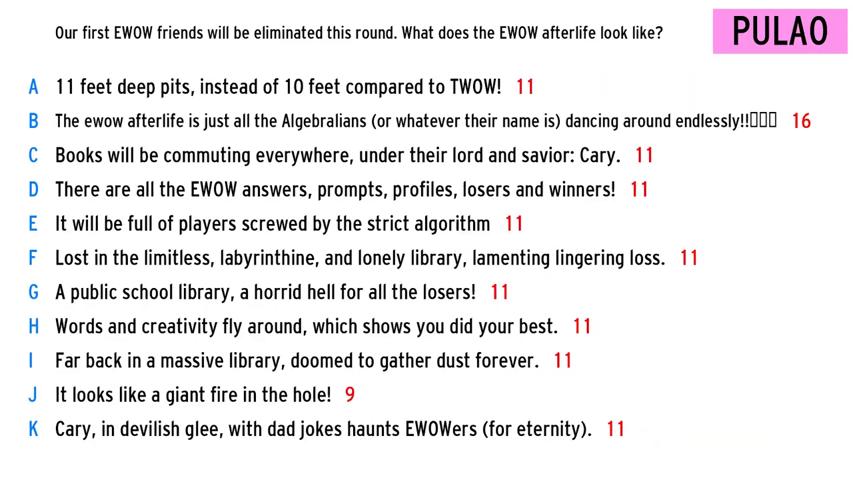 Our first EWOW friends will be eliminated this round. What does the EWOW afterlife look like?
PULAO
A 11 feet deep pits, instead of 10 feet compared to TWOW! 11
B The ewow afterlife is just all the Algebralians (or whatever their name is) dancing around endlessly!!▯▯▯ 16
C Books will be commuting everywhere, under their lord and savior: Cary. 11
D There are all the EWOW answers, prompts, profiles, losers and winners! 11
E It will be full of players screwed by the strict algorithm 11
F Lost in the limitless, labyrinthine, and lonely library, lamenting lingering loss. 11
G A public school library, a horrid hell for all the losers! 11
H Words and creativity fly around, which shows you did your best. 11
I Far back in a massive library, doomed to gather dust forever. 11
J It looks like a giant fire in the hole! 9
K Cary, in devilish glee, with dad jokes haunts EWOWers (for eternity). 11